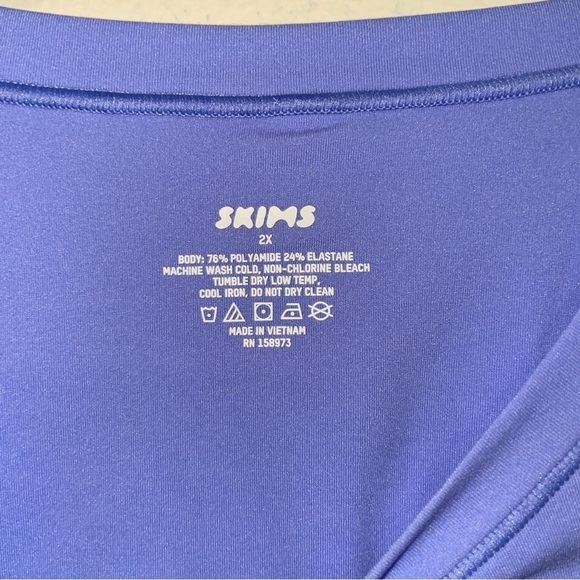 SKIMS
2X
BODY: 76% POLYAMIDE 24% ELASTANE
MACHINE WASH COLD, NON-CHLORINE BLEACH
TUMBLE DRY LOW TEMP,
COOL IRON, DO NOT DRY CLEAN
MADE IN VIETNAM
RN 158973